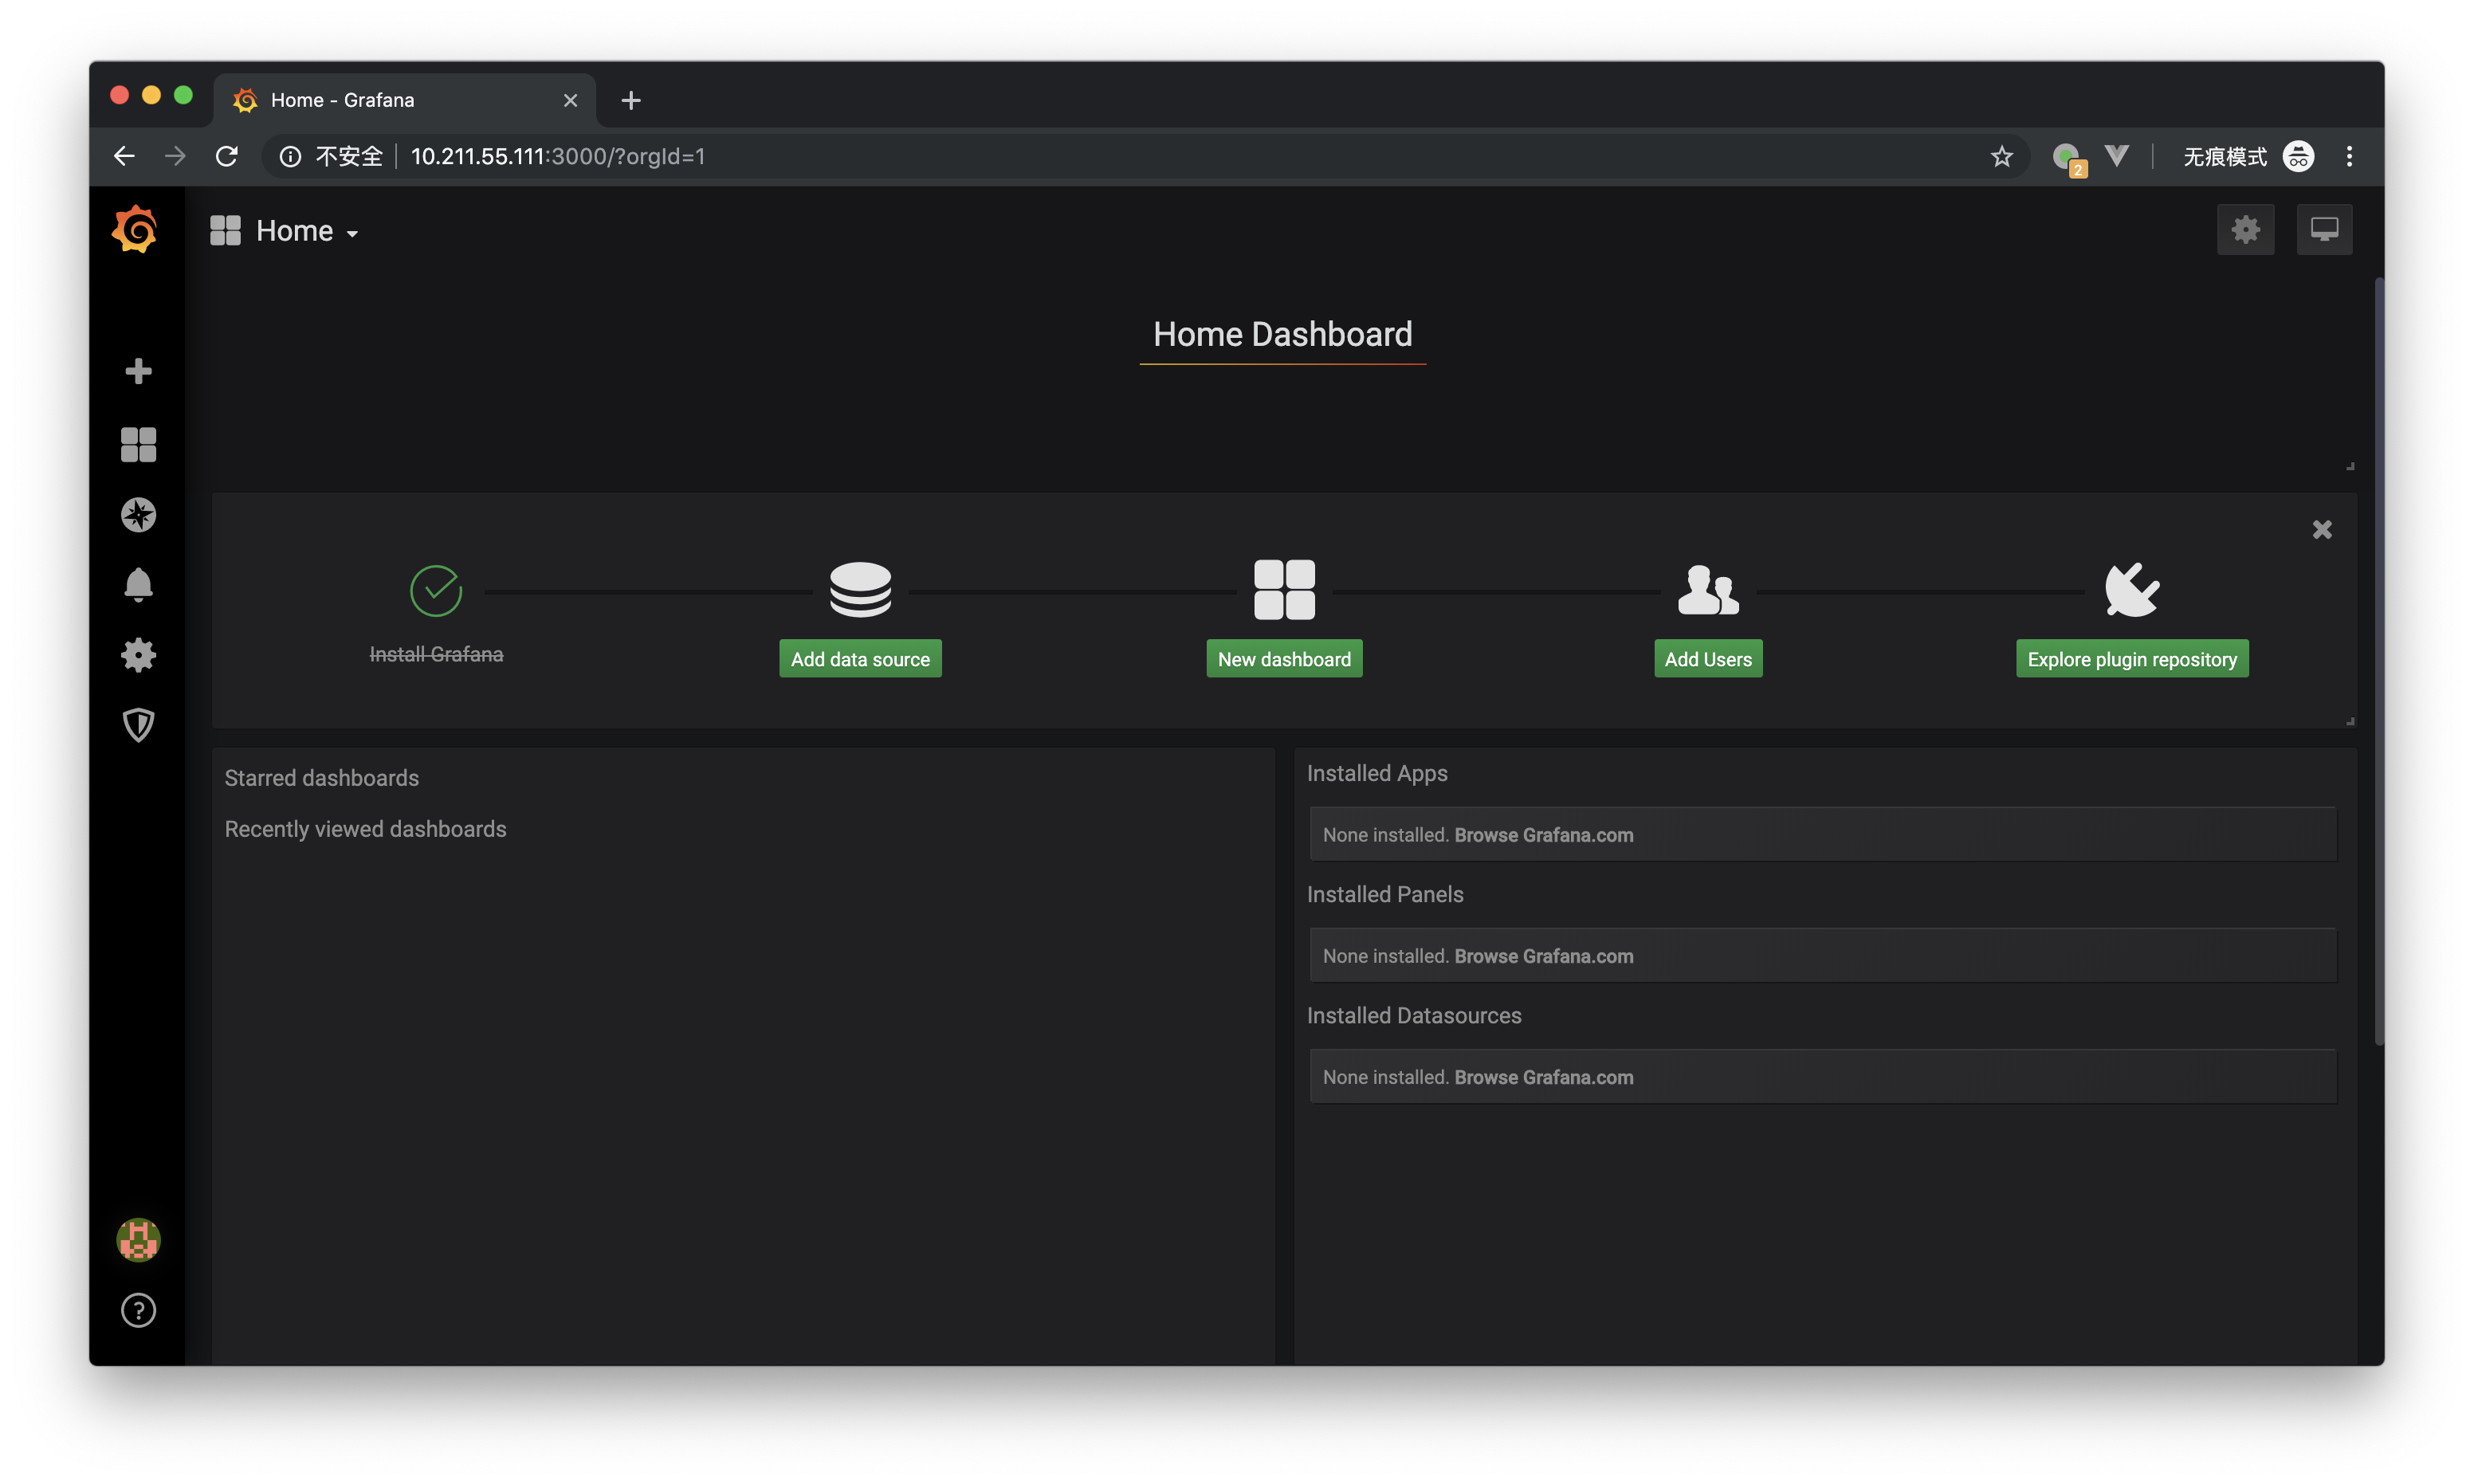 Home - Grafana
不安全 10.211.55.111:3000/?orgId=1
2
无痕模式
Home
Home Dashboard
Install Grafana
Add data source
New dashboard
Add Users
Explore plugin repository
Starred dashboards
Recently viewed dashboards
Installed Apps
None installed. Browse Grafana.com
Installed Panels
None installed. Browse Grafana.com
Installed Datasources
None installed. Browse Grafana.com